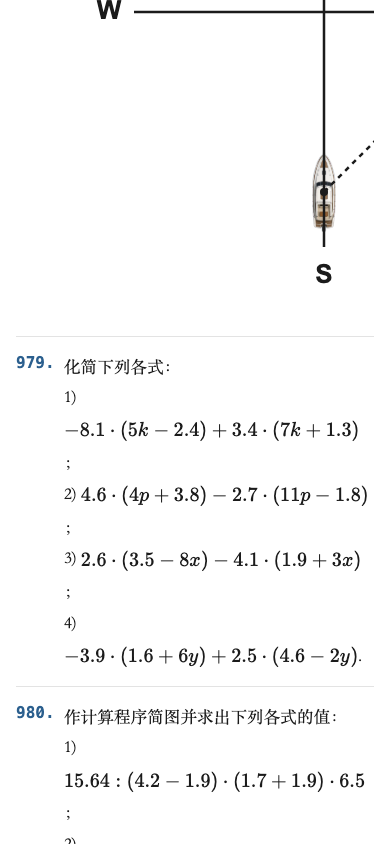 W
S
979. 化简下列各式：
1)
−8.1 · (5k − 2.4) + 3.4 · (7k + 1.3)
;
2) 4.6 · (4p + 3.8) − 2.7 · (11p − 1.8)
;
3) 2.6 · (3.5 − 8x) − 4.1 · (1.9 + 3x)
;
4)
−3.9 · (1.6 + 6y) + 2.5 · (4.6 − 2y).
980. 作计算程序简图并求出下列各式的值：
1)
15.64 : (4.2 − 1.9) · (1.7 + 1.9) · 6.5
;